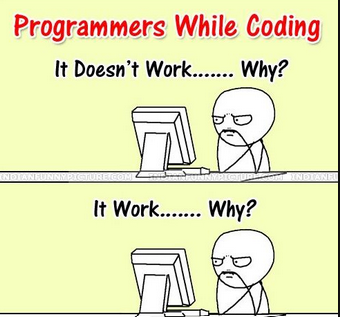 Programmers While Coding
It Doesn't Work....... Why?
It Work....... Why?